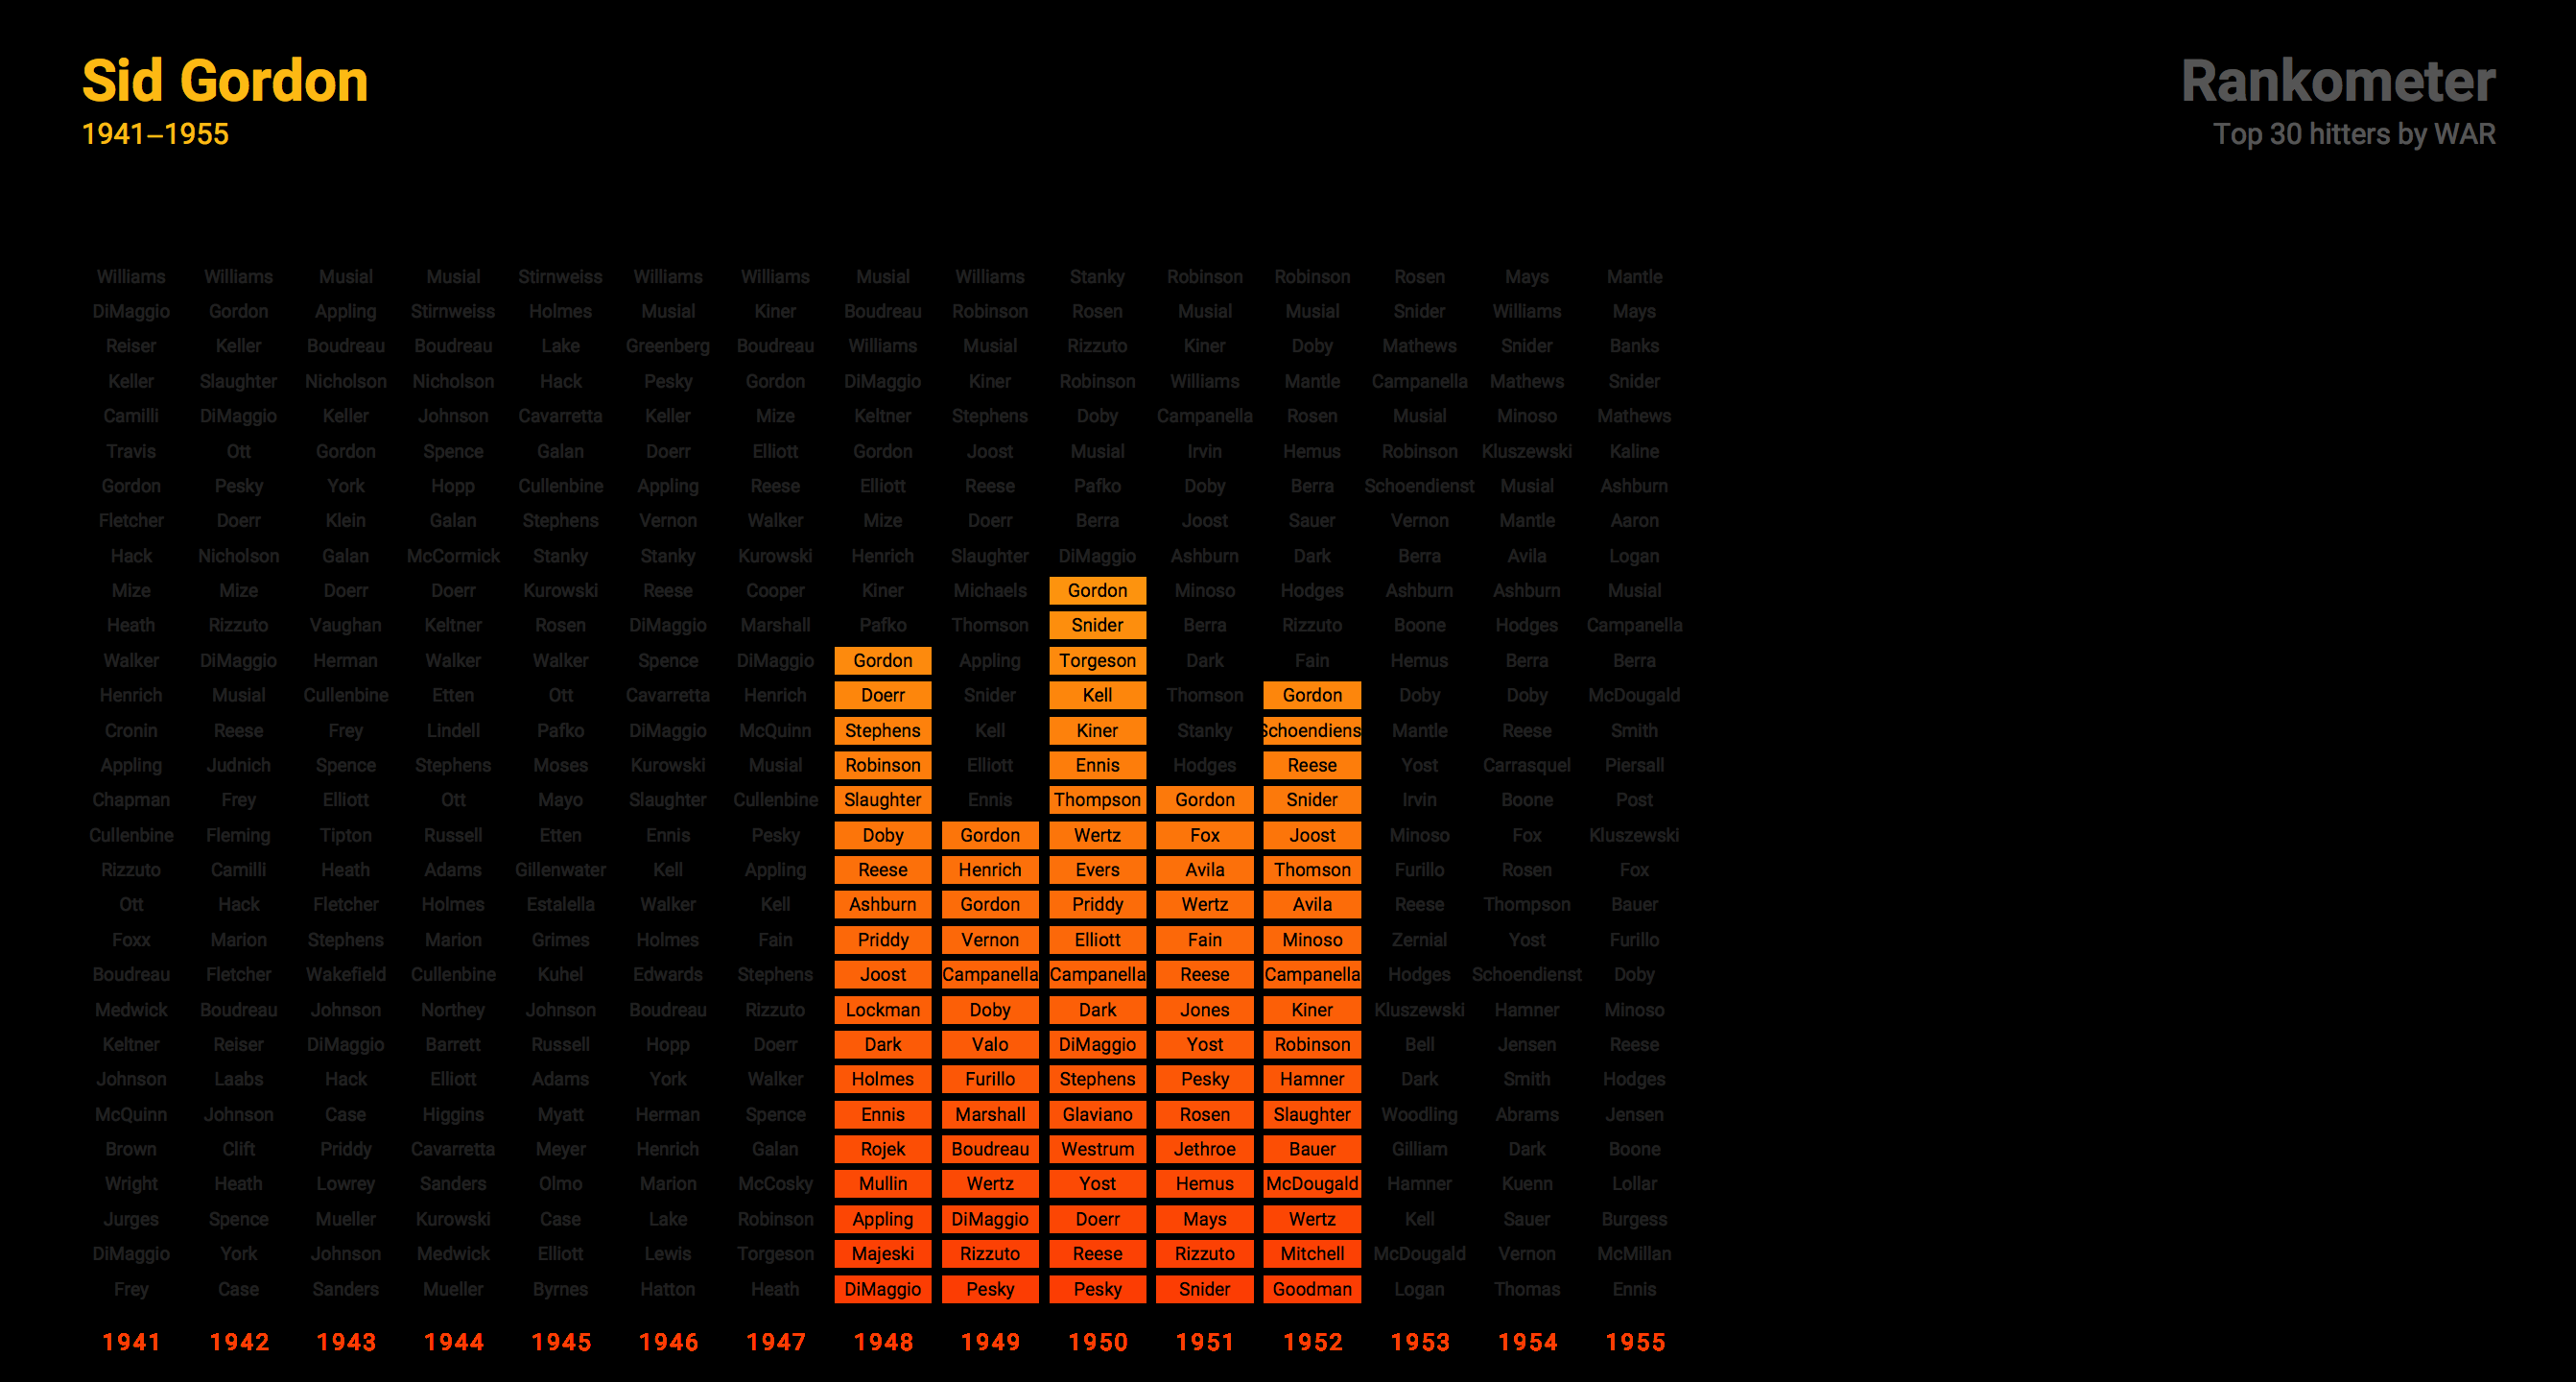 Sid Gordon
1941–1955
Rankometer
Top 30 hitters by WAR
Williams Williams Musial Musial Stirnweiss Williams Williams Musial Williams Stanky Robinson Robinson Rosen Mays Mantle
DiMaggio Gordon Appling Stirnweiss Holmes Musial Kiner Boudreau Robinson Rosen Musial Musial Snider Williams Mays
Reiser Keller Boudreau Boudreau Lake Greenberg Boudreau Williams Musial Rizzuto Kiner Doby Mathews Snider Banks
Keller Slaughter Nicholson Nicholson Hack Pesky Gordon DiMaggio Kiner Robinson Williams Mantle Campanella Mathews Snider
Camilli DiMaggio Keller Johnson Cavarretta Keller Mize Keltner Stephens Doby Campanella Rosen Musial Minoso Mathews
Travis Ott Gordon Spence Galan Doerr Elliott Gordon Joost Musial Irvin Hemus Robinson Kluszewski Kaline
Gordon Pesky York Hopp Cullenbine Appling Reese Elliott Reese Pafko Doby Berra Schoendienst Musial Ashburn
Fletcher Doerr Klein Galan Stephens Vernon Walker Mize Doerr Berra Joost Sauer Vernon Mantle Aaron
Hack Nicholson Galan McCormick Stanky Stanky Kurowski Henrich Slaughter DiMaggio Ashburn Dark Berra Avila Logan
Mize Mize Doerr Doerr Kurowski Reese Cooper Kiner Michaels Gordon Minoso Hodges Ashburn Ashburn Musial
Heath Rizzuto Vaughan Keltner Rosen DiMaggio Marshall Pafko Thomson Snider Berra Rizzuto Boone Hodges Campanella
Walker DiMaggio Herman Walker Walker Spence DiMaggio Gordon Appling Torgeson Dark Fain Hemus Berra Berra
Henrich Musial Cullenbine Etten Ott Cavarretta Henrich Doerr Snider Kell Thomson Gordon Doby Doby McDougald
Cronin Reese Frey Lindell Pafko DiMaggio McQuinn Stephens Kell Kiner Stanky Schoendiens Mantle Reese Smith
Appling Judnich Spence Stephens Moses Kurowski Musial Robinson Elliott Ennis Hodges Reese Yost Carrasquel Piersall
Chapman Frey Elliott Ott Mayo Slaughter Cullenbine Slaughter Ennis Thompson Gordon Snider Irvin Boone Post
Cullenbine Fleming Tipton Russell Etten Ennis Pesky Doby Gordon Wertz Fox Joost Minoso Fox Kluszewski
Rizzuto Camilli Heath Adams Gillenwater Kell Appling Reese Henrich Evers Avila Thomson Furillo Rosen Fox
Ott Hack Fletcher Holmes Estalella Walker Kell Ashburn Gordon Priddy Wertz Avila Reese Thompson Bauer
Foxx Marion Stephens Marion Grimes Holmes Fain Priddy Vernon Elliott Fain Minoso Zernial Yost Furillo
Boudreau Fletcher Wakefield Cullenbine Kuhel Edwards Stephens Joost Campanella Campanella Reese Campanella Hodges Schoendienst Doby
Medwick Boudreau Johnson Northey Johnson Boudreau Rizzuto Lockman Doby Dark Jones Kiner Kluszewski Hamner Minoso
Keltner Reiser DiMaggio Barrett Russell Hopp Doerr Dark Valo DiMaggio Yost Robinson Bell Jensen Reese
Johnson Laabs Hack Elliott Adams York Walker Holmes Furillo Stephens Pesky Hamner Dark Smith Hodges
McQuinn Johnson Case Higgins Myatt Herman Spence Ennis Marshall Glaviano Rosen Slaughter Woodling Abrams Jensen
Brown Clift Priddy Cavarretta Meyer Henrich Galan Rojek Boudreau Westrum Jethroe Bauer Gilliam Dark Boone
Wright Heath Lowrey Sanders Olmo Marion McCosky Mullin Wertz Yost Hemus McDougald Hamner Kuenn Lollar
Jurges Spence Mueller Kurowski Case Lake Robinson Appling DiMaggio Doerr Mays Wertz Kell Sauer Burgess
DiMaggio York Johnson Medwick Elliott Lewis Torgeson Majeski Rizzuto Reese Rizzuto Mitchell McDougald Vernon McMillan
Frey Case Sanders Mueller Byrnes Hatton Heath DiMaggio Pesky Pesky Snider Goodman Logan Thomas Ennis
1941 1942 1943 1944 1945 1946 1947 1948 1949 1950 1951 1952 1953 1954 1955